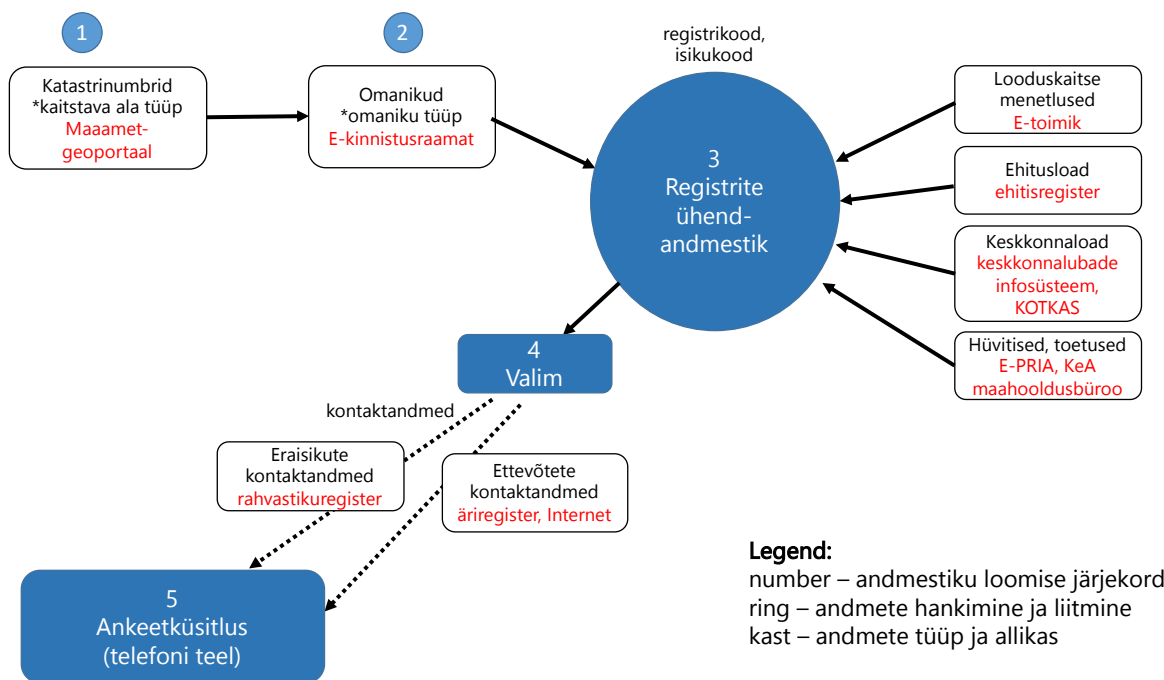 1
Katastrinumbrid
*kaitstava ala tüüp
Maaamet-
geoportaal
2
Omanikud
*omaniku tüüp
E-kinnistusraamat
registrikood,
isikukood
3
Registrite
ühend-
andmestik
Looduskaitse
menetlused
E-toimik
Ehitusload
ehitisregister
Keskkonnaload
keskkonnalubade
infosüsteem,
KOTKAS
Hüvitised, toetused
E-PRIA, KeA
maahooldusbüroo
4
Valim
kontaktandmed
Eraisikute
kontaktandmed
rahvastikuregister
Ettevõtete
kontaktandmed
äriregister, Internet
5
Ankeetküsitlus
(telefoni teel)
Legend:
number – andmestiku loomise järjekord
ring – andmete hankimine ja liitmine
kast – andmete tüüp ja allikas